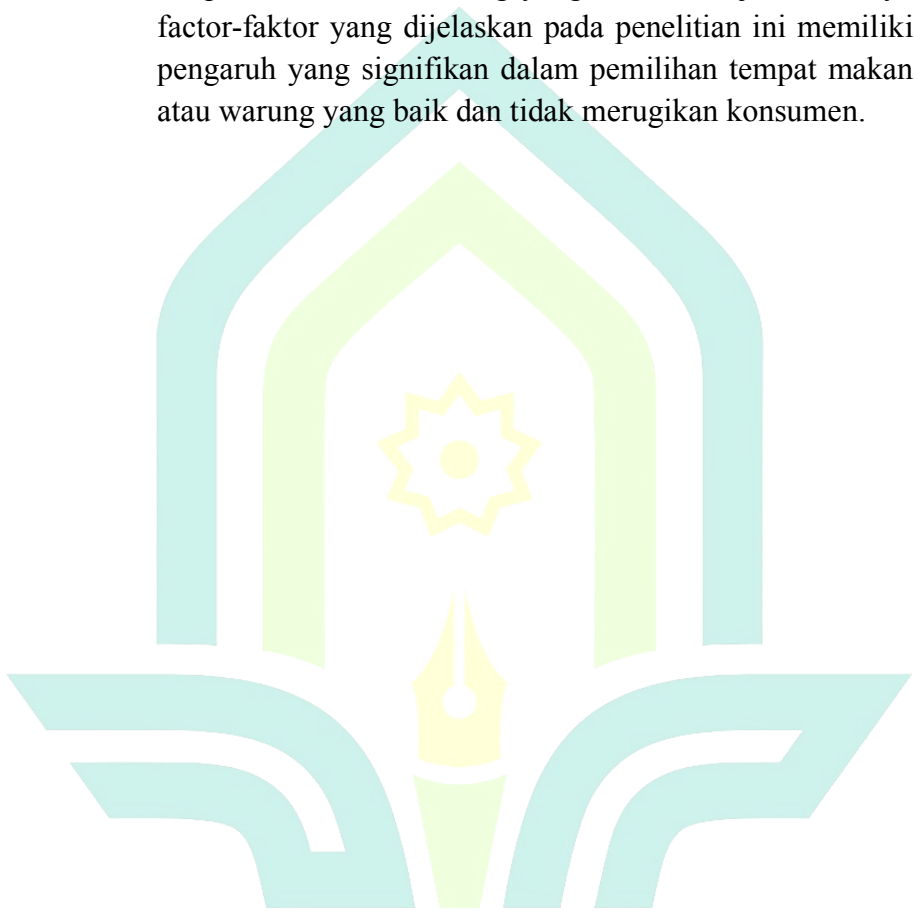 factor-faktor yang dijelaskan pada penelitian ini memiliki
pengaruh yang signifikan dalam pemilihan tempat makan
atau warung yang baik dan tidak merugikan konsumen.